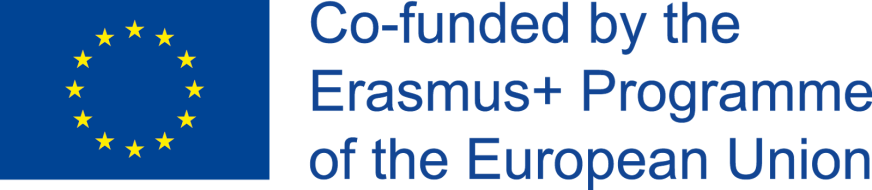 Co-funded by the
Erasmus+ Programme
of the European Union